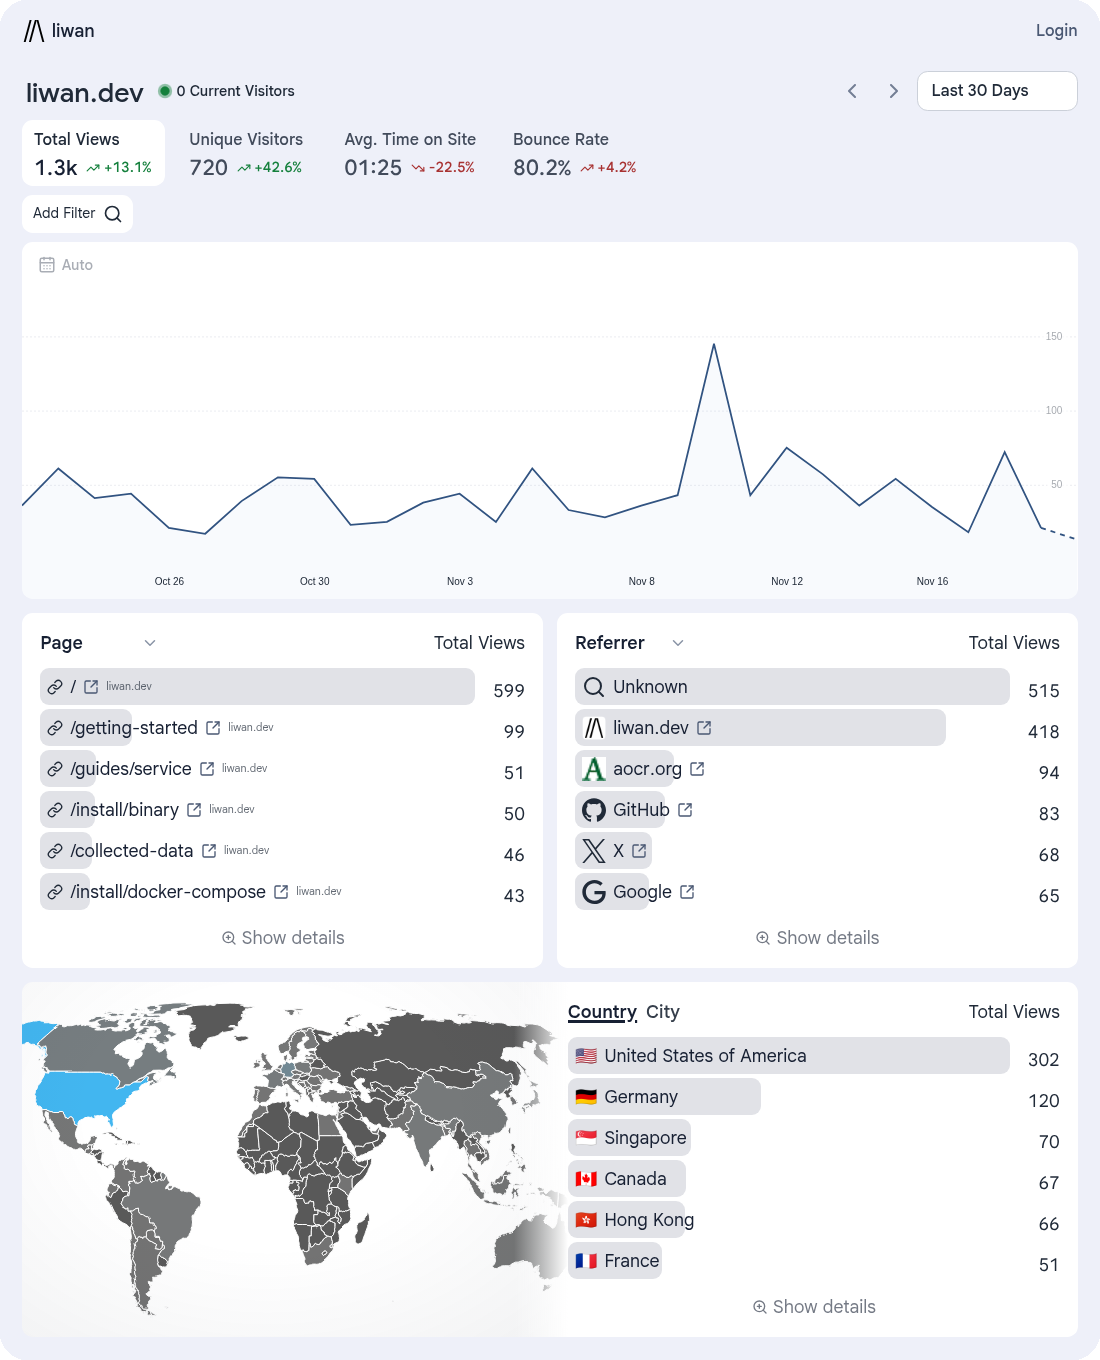 liwan
Login
liwan.dev 0 Current Visitors Last 30 Days
Total Views Unique Visitors Avg. Time on Site Bounce Rate
1.3k +13.1% 720 +42.6% 01:25 -22.5% 80.2% +4.2%
Add Filter
Auto
150
100
50
Oct 26 Oct 30 Nov 3 Nov 8 Nov 12 Nov 16
Page Total Views
/ liwan.dev 599
/getting-started liwan.dev 99
/guides/service liwan.dev 51
/install/binary liwan.dev 50
/collected-data liwan.dev 46
/install/docker-compose liwan.dev 43
Show details
Referrer Total Views
Unknown 515
liwan.dev 418
aocr.org 94
GitHub 83
X 68
Google 65
Show details
Country City Total Views
United States of America 302
Germany 120
Singapore 70
Canada 67
Hong Kong 66
France 51
Show details